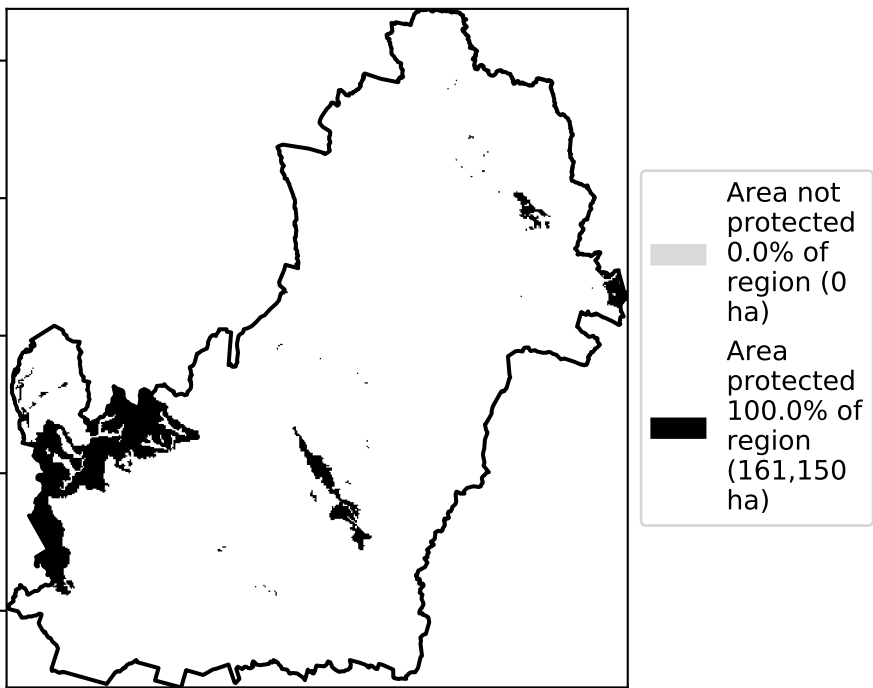 Area not
protected
0.0% of
region (0
ha)
Area
protected
100.0% of
region
(161,150
ha)